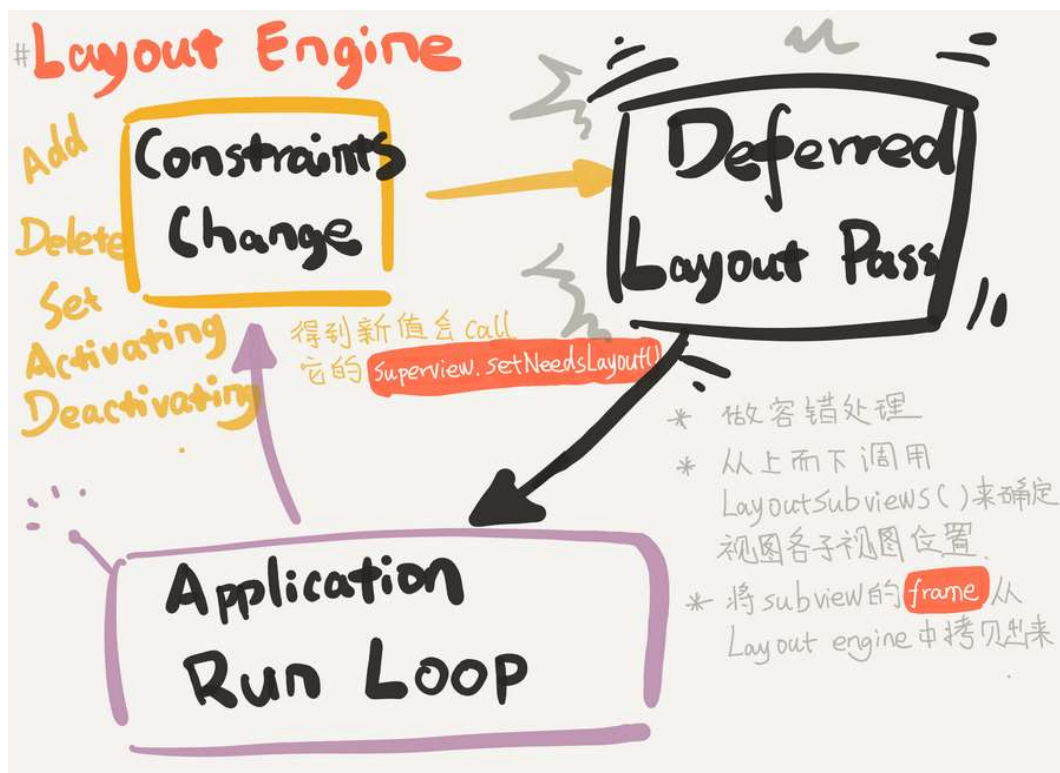 #Layout Engine
Add
Delete
Set
Activating
Deactivating
Constraints
Change
得到新值会call
它的 superview.setNeedsLayout()
Deferred
Layout Pass
* 做容错处理
* 从上而下调用
LayoutSubviews()来确定
视图各子视图位置.
* 将subview的 frame 从
Layout engine中拷贝出来
Application
Run Loop